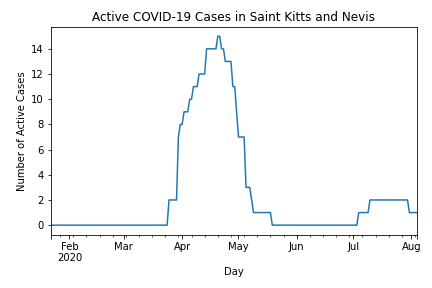 Active COVID-19 Cases in Saint Kitts and Nevis
Number of Active Cases
14
12
10
8
6
4
2
0
Feb Mar Apr May Jun Jul Aug
2020
Day